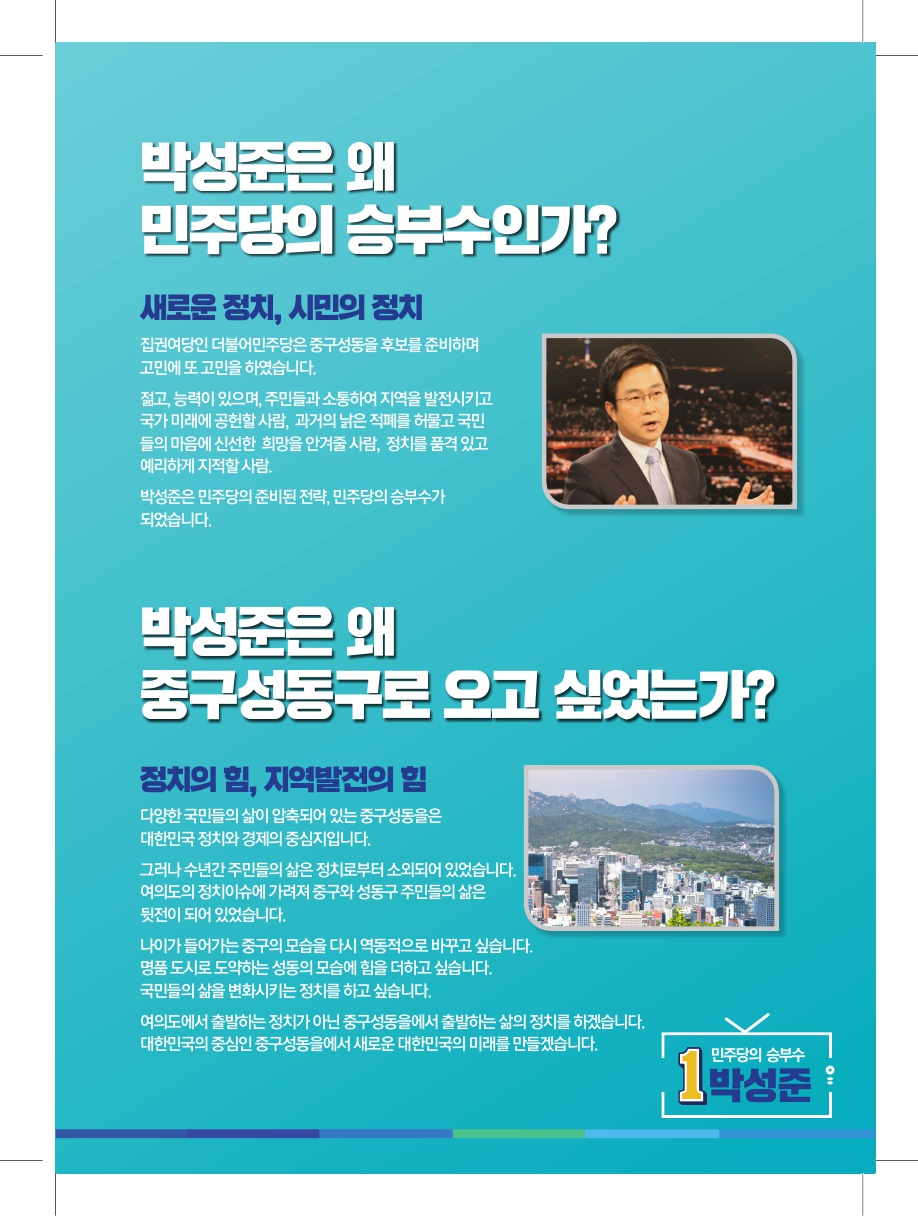 박성준은 왜
민주당의 승부수인가?
새로운 정치, 시민의 정치
집권여당인 더불어민주당은 중구성동을 후보를 준비하며
고민에 또 고민을 하였습니다.
젊고, 능력이 있으며, 주민들과 소통하여 지역을 발전시키고
국가 미래에 공헌할 사람, 과거의 낡은 적폐를 허물고 국민
들의 마음에 신선한 희망을 안겨줄 사람, 정치를 품격 있고
예리하게 지적할 사람.
박성준은 민주당의 준비된 전략, 민주당의 승부수가
되었습니다.
박성준은 왜
중구성동구로 오고 싶었는가?
정치의 힘, 지역발전의 힘
다양한 국민들의 삶이 압축되어 있는 중구성동을은
대한민국 정치와 경제의 중심지입니다.
그러나 수년간 주민들의 삶은 정치로부터 소외되어 있었습니다.
여의도의 정치이슈에 가려져 중구와 성동구 주민들의 삶은
뒷전이 되어 있었습니다.
나이가 들어가는 중구의 모습을 다시 역동적으로 바꾸고 싶습니다.
명품 도시로 도약하는 성동의 모습에 힘을 더하고 싶습니다.
국민들의 삶을 변화시키는 정치를 하고 싶습니다.
여의도에서 출발하는 정치가 아닌 중구성동을에서 출발하는 삶의 정치를 하겠습니다.
대한민국의 중심인 중구성동을에서 새로운 대한민국의 미래를 만들겠습니다.
민주당의 승부수
1 박성준